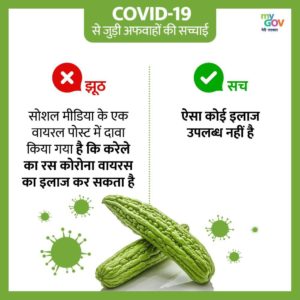 COVID-19
से जुड़ी अफवाहों की सच्चाई
my
GOV
मेरी सरकार
झूठ
सोशल मीडिया के एक
वायरल पोस्ट में दावा
किया गया है कि करेले
का रस कोरोना वायरस
का इलाज कर सकता है
सच
ऐसा कोई इलाज
उपलब्ध नहीं है